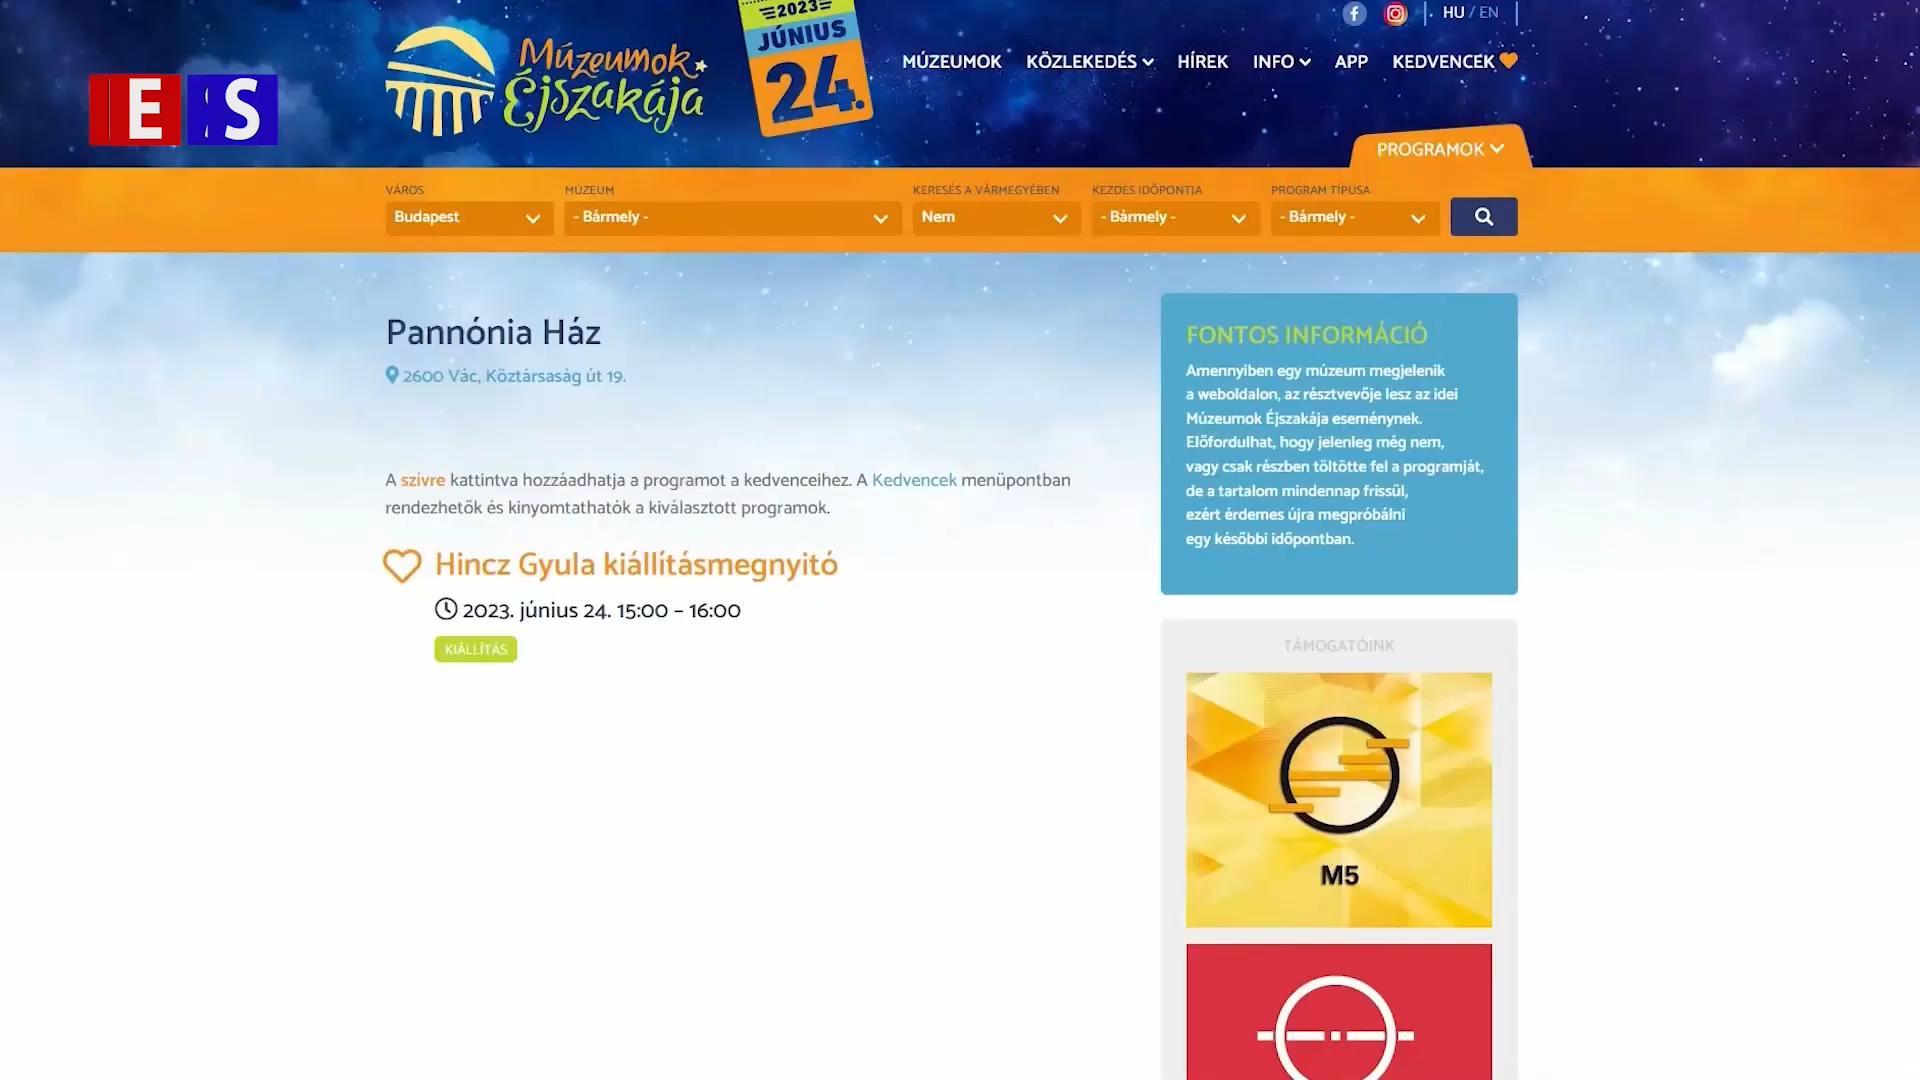 2023
JÚNIUS
24.
Múzeumok
Éjszakája
HU / EN
MÚZEUMOK KÖZLEKEDÉS HÍREK INFO APP KEDVENCEK
ES
PROGRAMOK
VÁROS MÚZEUM KERESÉS A VÁRMEGYÉBEN KEZDÉS IDŐPONTJA PROGRAM TÍPUSA
Budapest - Bármely - Nem - Bármely - - Bármely -
Pannónia Ház
2600 Vác, Köztársaság út 19.
A szívre kattintva hozzáadhatja a programot a kedvenceihez. A Kedvencek menüpontban
rendezhetők és kinyomtathatók a kiválasztott programok.
Hincz Gyula kiállításmegnyitó
2023. június 24. 15:00 – 16:00
KIÁLLÍTÁS
FONTOS INFORMÁCIÓ
Amennyiben egy múzeum megjelenik
a weboldalon, az résztvevője lesz az idei
Múzeumok Éjszakája eseménynek.
Előfordulhat, hogy jelenleg még nem,
vagy csak részben töltötte fel a programját,
de a tartalom mindennap frissül,
ezért érdemes újra megpróbálni
egy későbbi időpontban.
TÁMOGATÓINK
M5